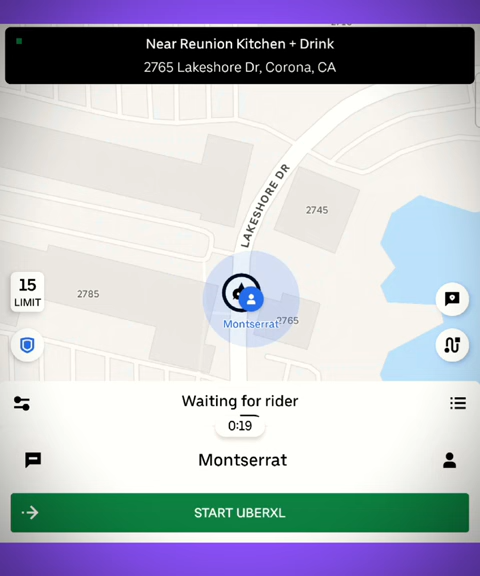 Near Reunion Kitchen + Drink
2765 Lakeshore Dr, Corona, CA
LAKESHORE DR
2745
15
LIMIT
2785
Montserrat
2765
Waiting for rider
0:19
Montserrat
START UBERXL